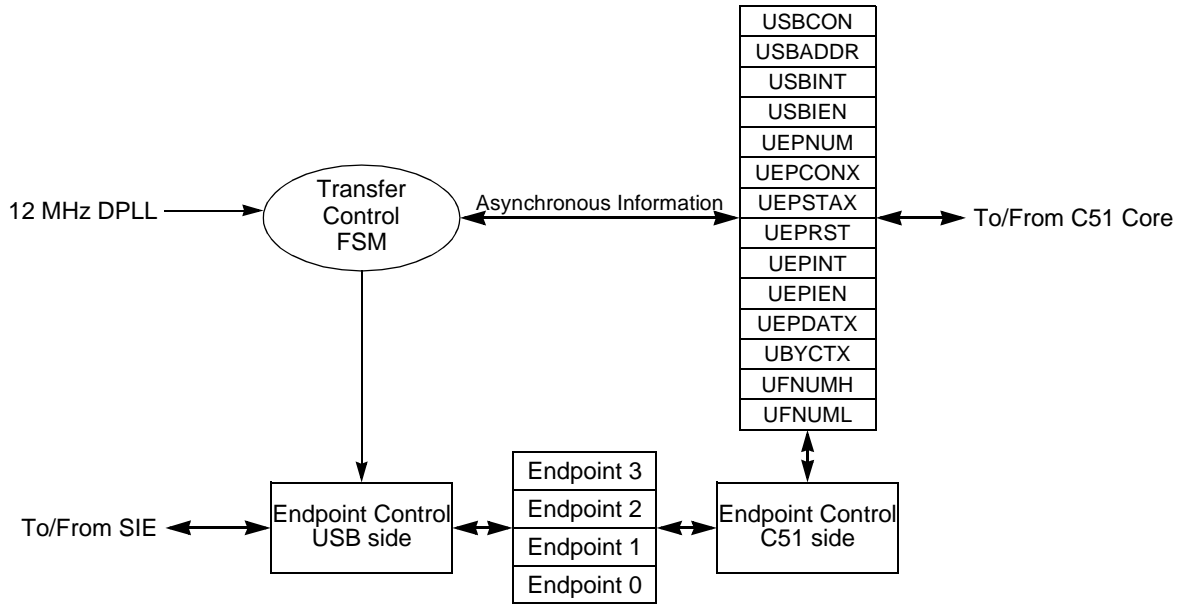 USBCON
USBADDR
USBINT
USBIEN
UEPNUM
UEPCONX
UEPSTAX
UEPRST
UEPINT
UEPIEN
UEPDATX
UBYCTX
UFNUMH
UFNUML
12 MHz DPLL
Transfer
Control
FSM
Asynchronous Information
To/From C51 Core
To/From SIE
Endpoint Control
USB side
Endpoint 3
Endpoint 2
Endpoint 1
Endpoint 0
Endpoint Control
C51 side